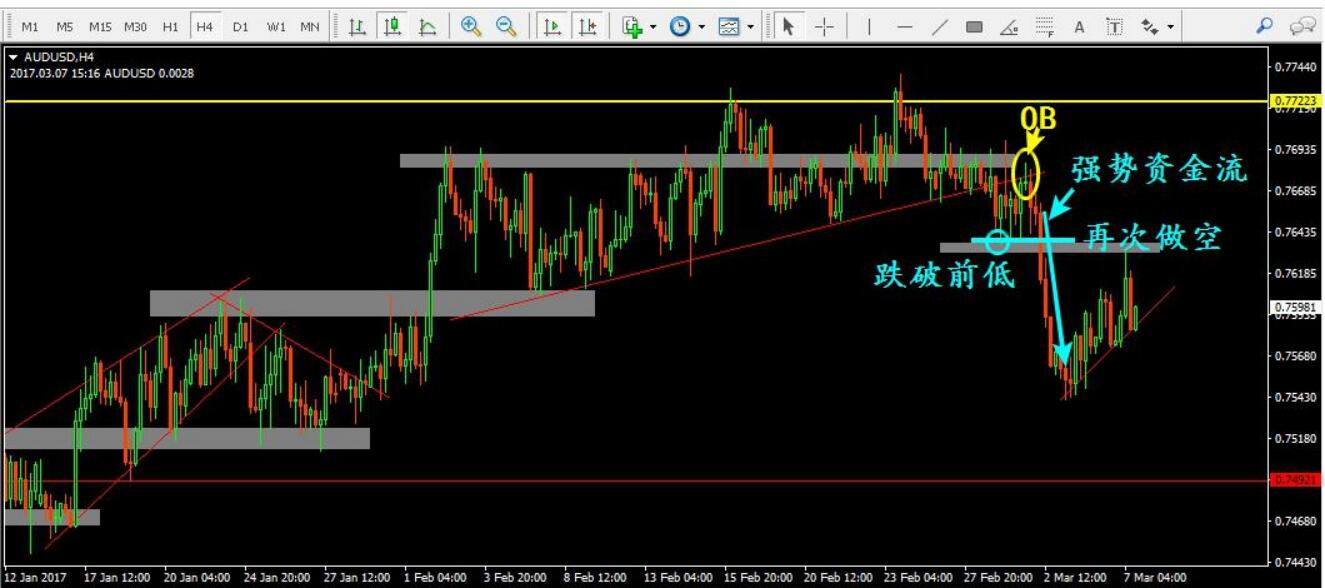 M1 M5 M15 M30 H1 H4 D1 W1 MN
AUDUSD,H4
2017.03.07 15:16 AUDUSD 0.0028
0.77440
0.77223
OB
0.76935
强势资金流
0.76685
0.76435
再次做空
跌破前低
0.76185
0.75981
0.75680
0.75430
0.75180
0.74921
0.74680
0.74430
12 Jan 2017 17 Jan 12:00 20 Jan 04:00 24 Jan 20:00 27 Jan 12:00 1 Feb 04:00 3 Feb 20:00 8 Feb 12:00 13 Feb 04:00 15 Feb 20:00 20 Feb 12:00 23 Feb 04:00 27 Feb 20:00 2 Mar 12:00 7 Mar 04:00